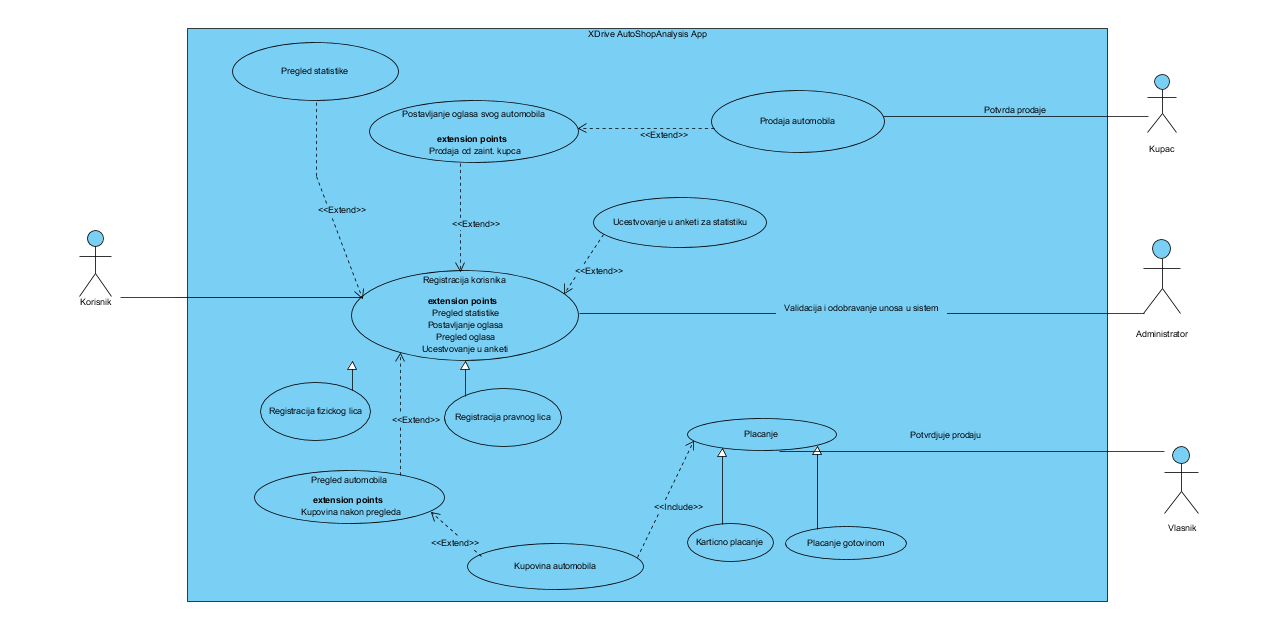 XDrive AutoShopAnalysis App
Pregled statistike
Postavljanje oglasa svog automobila
extension points
Prodaja od zaint. kupca
<<Extend>>
Prodaja automobila
Potvrda prodaje
Kupac
<<Extend>>
<<Extend>>
Ucestvovanje u anketi za statistiku
<<Extend>>
Korisnik
Registracija korisnika
extension points
Pregled statistike
Postavljanje oglasa
Pregled oglasa
Ucestvovanje u anketi
Validacija i odobravanje unosa u sistem
Administrator
Registracija fizickog lica
<<Extend>>
Registracija pravnog lica
Placanje
Potvrdjuje prodaju
Vlasnik
Pregled automobila
extension points
Kupovina nakon pregleda
<<Extend>>
<<Include>>
Karticno placanje
Placanje gotovinom
Kupovina automobila